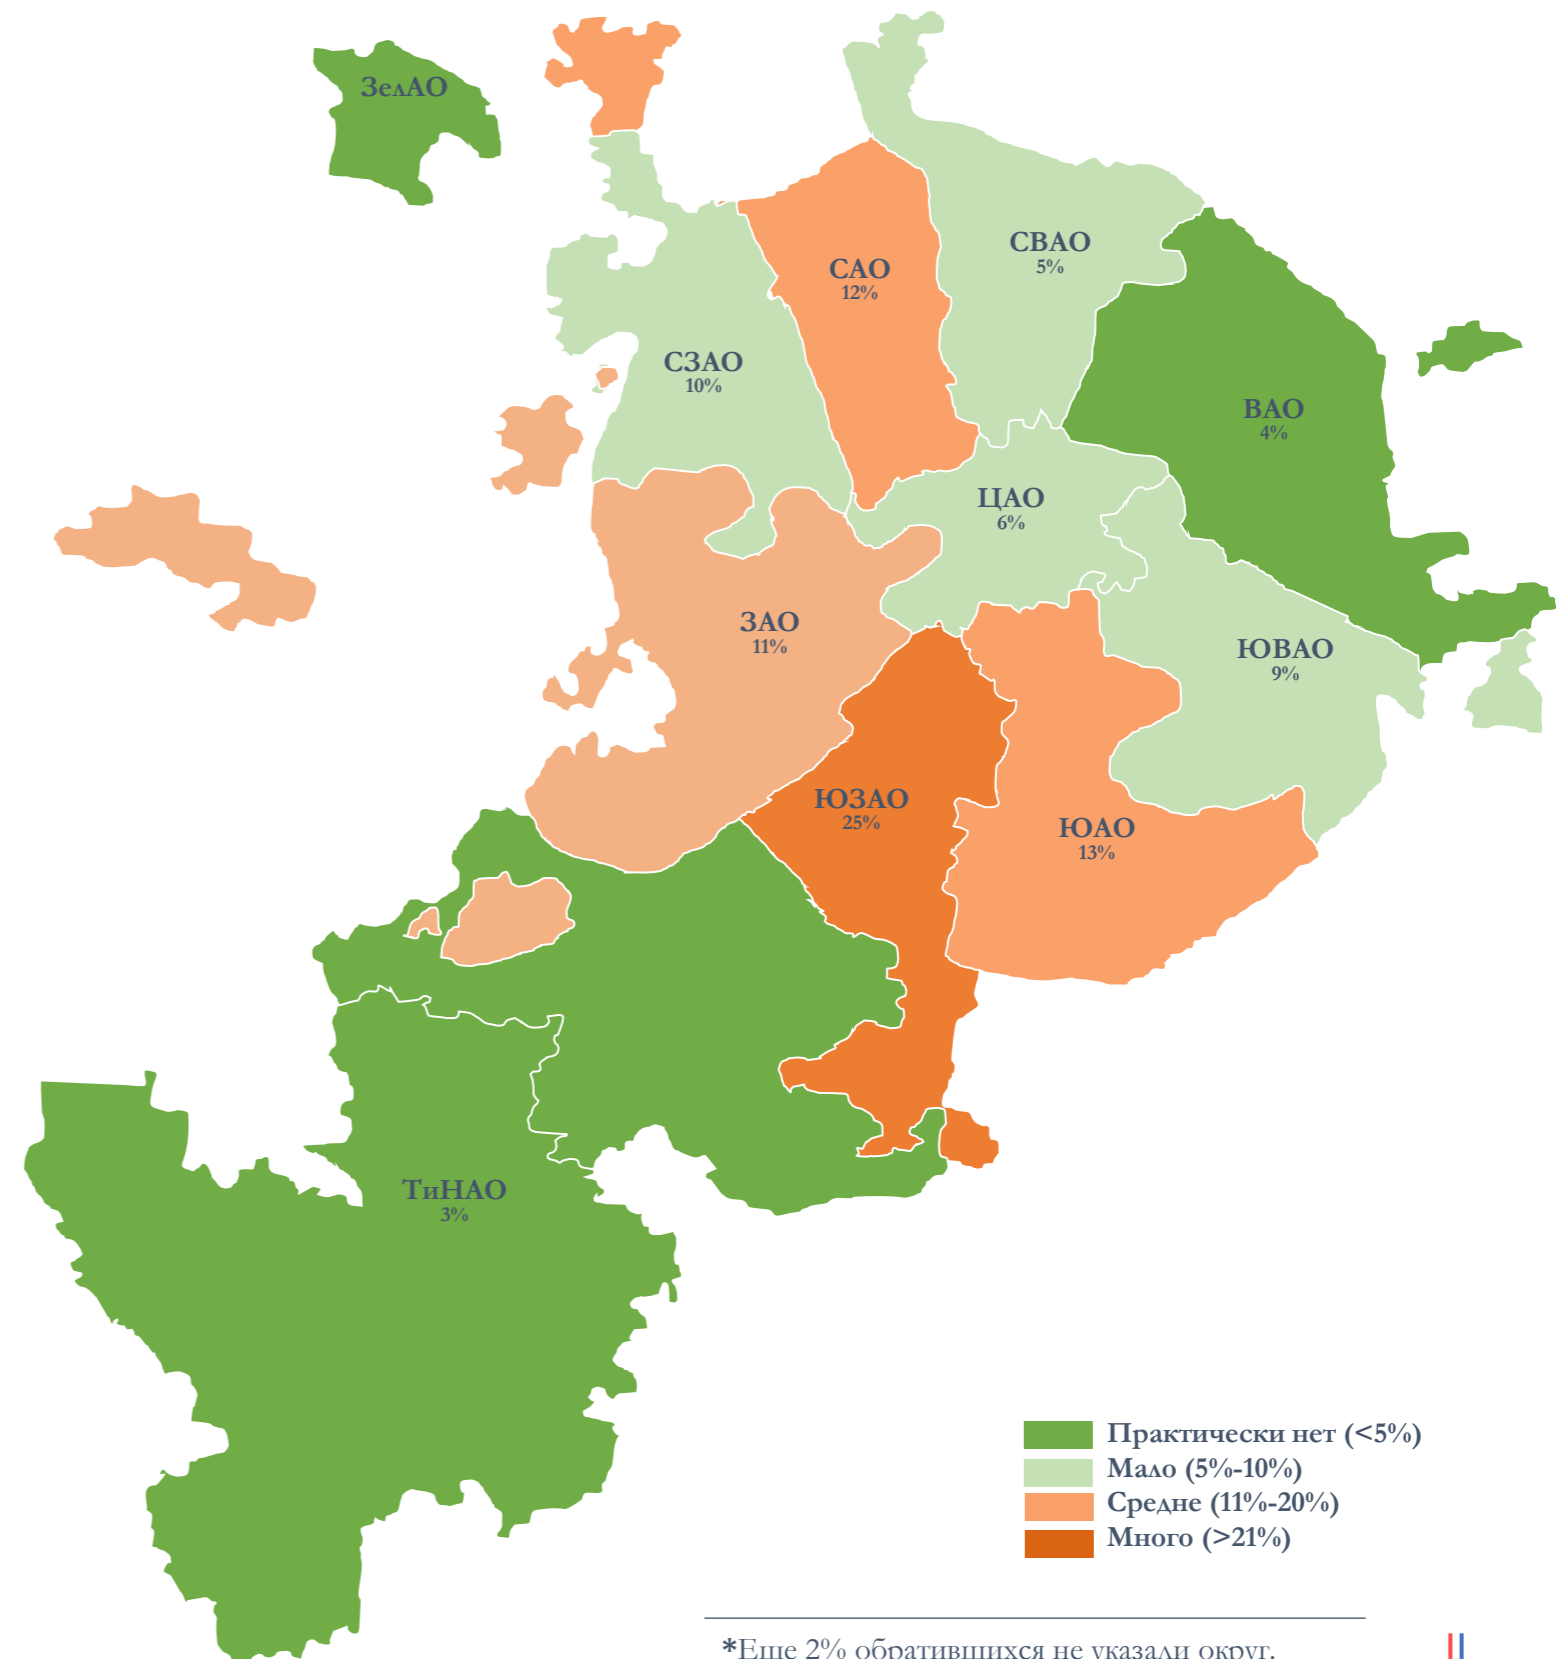 ЗелАО
СВАО
5%
САО
12%
СЗАО
10%
ВАО
4%
ЦАО
6%
ЗАО
11%
ЮВАО
9%
ЮЗАО
25%
ЮАО
13%
ТиНАО
3%
Практически нет (<5%)
Мало (5%-10%)
Средне (11%-20%)
Много (>21%)
*Еще 2% обратившихся не указали округ.